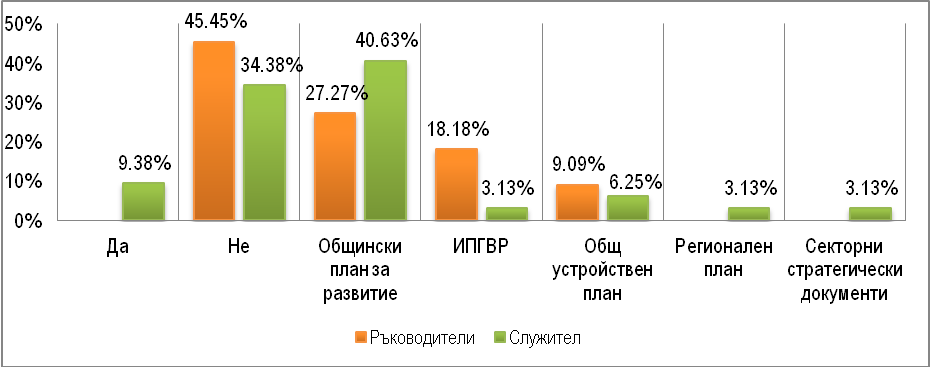 50%
40%
30%
20%
10%
0%
9.38%
45.45%
34.38%
27.27%
40.63%
18.18%
3.13%
9.09%
6.25%
3.13%
3.13%
Да
Не
Общински
план за
развитие
ИПГВР
Общ
устройствен
план
Регионален
план
Секторни
стратегически
документи
Ръководители
Служител